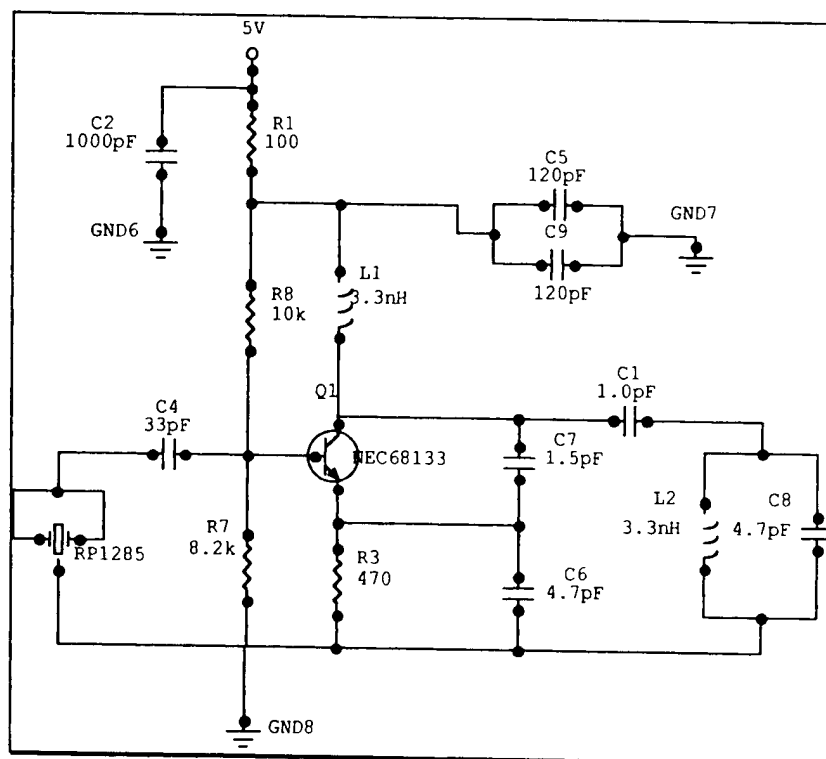 5V
C2
1000pF
R1
100
C5
120pF
GND7
GND6
C9
120pF
L1
3.3nH
R8
10k
Q1
C1
1.0pF
C4
33pF
NEC68133
C7
1.5pF
L2
3.3nH
C8
4.7pF
RP1285
R7
8.2k
R3
470
C6
4.7pF
GND8